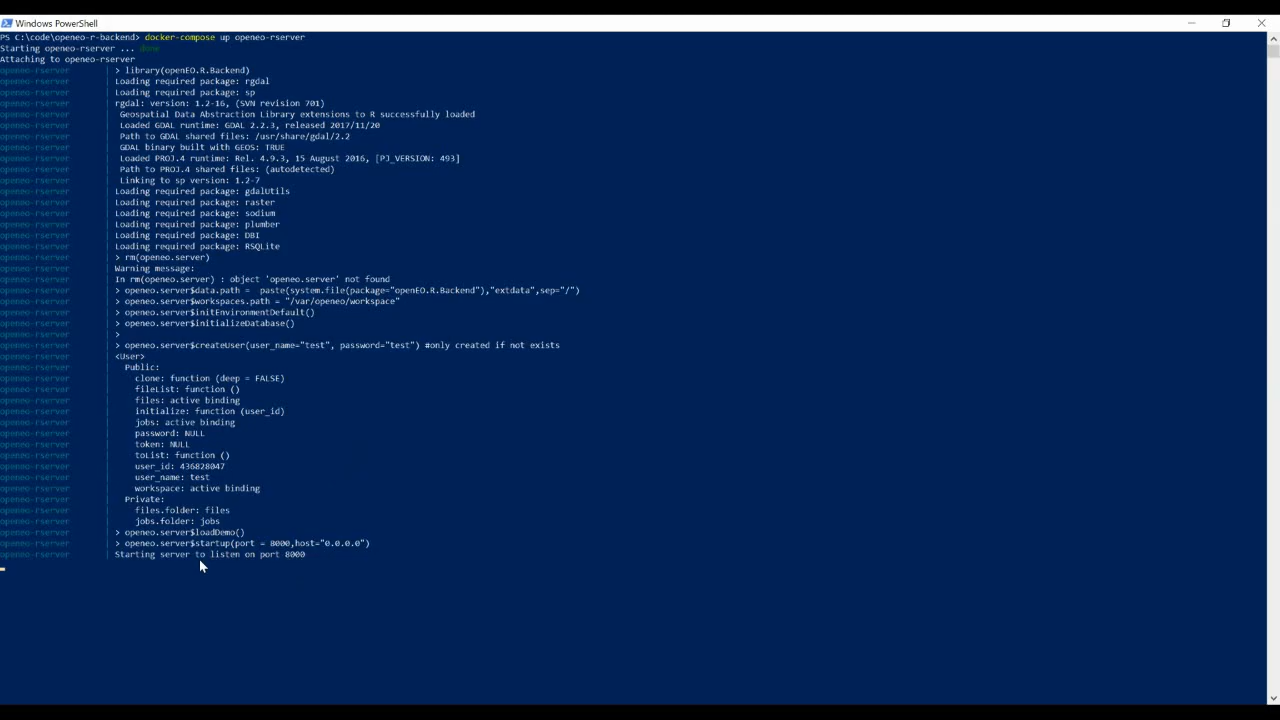 Windows PowerShell
PS C:\code\openeo-r-backend> docker-compose up openeo-rserver
Starting openeo-rserver ... done
Attaching to openeo-rserver
openeo-rserver | > library(openEO.R.Backend)
openeo-rserver | Loading required package: rgdal
openeo-rserver | Loading required package: sp
openeo-rserver | rgdal: version: 1.2-16, (SVN revision 701)
openeo-rserver | Geospatial Data Abstraction Library extensions to R successfully loaded
openeo-rserver | Loaded GDAL runtime: GDAL 2.2.3, released 2017/11/20
openeo-rserver | Path to GDAL shared files: /usr/share/gdal/2.2
openeo-rserver | GDAL binary built with GEOS: TRUE
openeo-rserver | Loaded PROJ.4 runtime: Rel. 4.9.3, 15 August 2016, [PJ_VERSION: 493]
openeo-rserver | Path to PROJ.4 shared files: (autodetected)
openeo-rserver | Linking to sp version: 1.2-7
openeo-rserver | Loading required package: gdalUtils
openeo-rserver | Loading required package: raster
openeo-rserver | Loading required package: sodium
openeo-rserver | Loading required package: plumber
openeo-rserver | Loading required package: DBI
openeo-rserver | Loading required package: RSQLite
openeo-rserver | > rm(openeo.server)
openeo-rserver | Warning message:
openeo-rserver | In rm(openeo.server) : object 'openeo.server' not found
openeo-rserver | > openeo.server$data.path =  paste(system.file(package="openEO.R.Backend"),"extdata",sep="/")
openeo-rserver | > openeo.server$workspaces.path = "/var/openeo/workspace"
openeo-rserver | > openeo.server$initEnvironmentDefault()
openeo-rserver | > openeo.server$initializeDatabase()
openeo-rserver | >
openeo-rserver | > openeo.server$createUser(user_name="test", password="test") #only created if not exists
openeo-rserver | <User>
openeo-rserver | Public:
openeo-rserver | clone: function (deep = FALSE)
openeo-rserver | fileList: function ()
openeo-rserver | files: active binding
openeo-rserver | initialize: function (user_id)
openeo-rserver | jobs: active binding
openeo-rserver | password: NULL
openeo-rserver | token: NULL
openeo-rserver | toList: function ()
openeo-rserver | user_id: 436828047
openeo-rserver | user_name: test
openeo-rserver | workspace: active binding
openeo-rserver | Private:
openeo-rserver | files.folder: files
openeo-rserver | jobs.folder: jobs
openeo-rserver | > openeo.server$loadDemo()
openeo-rserver | > openeo.server$startup(port = 8000,host="0.0.0.0")
openeo-rserver | Starting server to listen on port 8000